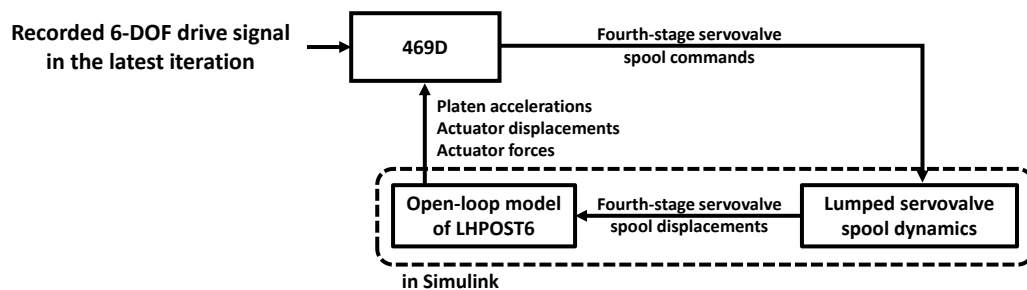 Recorded 6-DOF drive signal
in the latest iteration
469D
Fourth-stage servovalve
spool commands
Platen accelerations
Actuator displacements
Actuator forces
Open-loop model
of LHPOST6
Fourth-stage servovalve
spool displacements
Lumped servovalve
spool dynamics
in Simulink